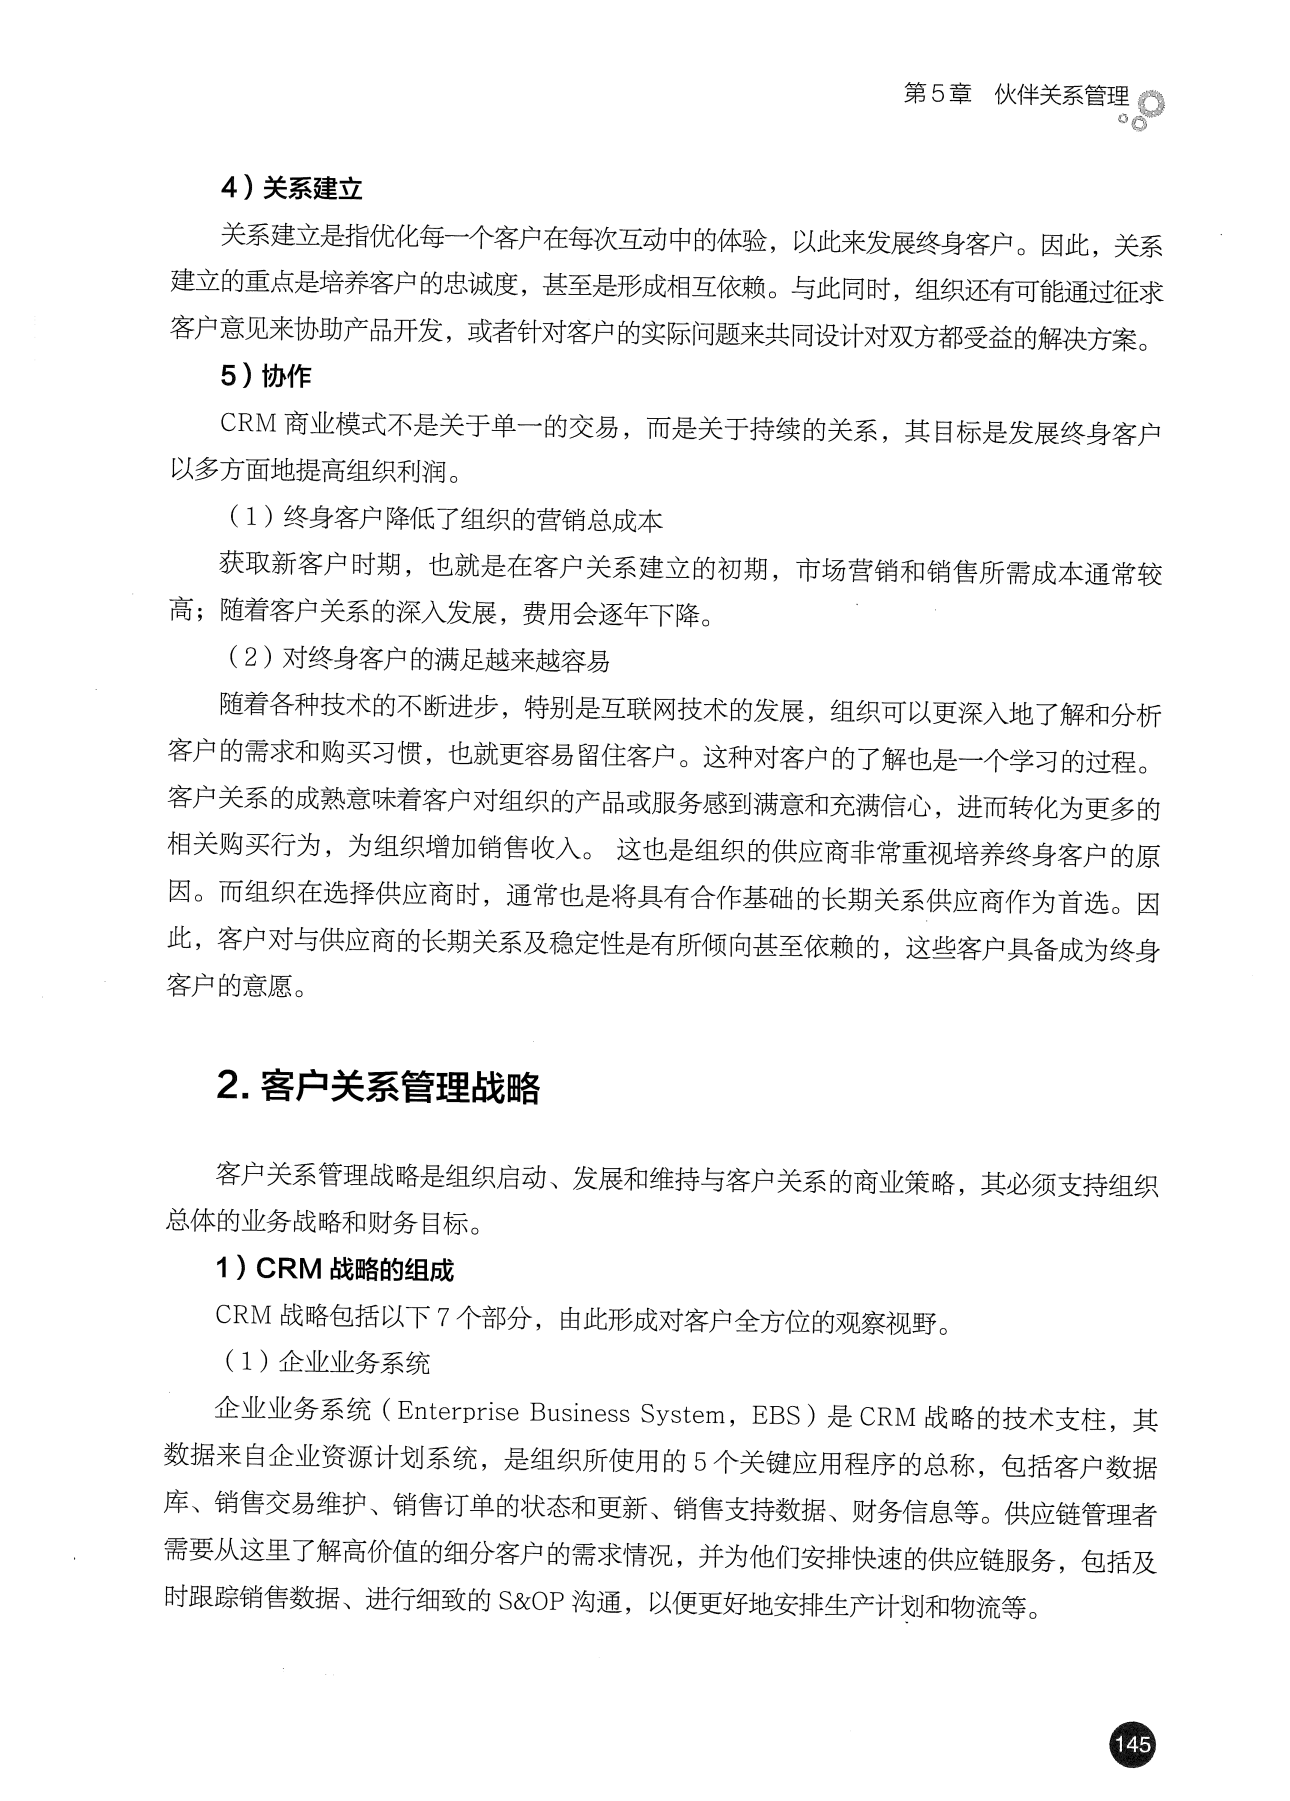 第5章　伙伴关系管理
4）关系建立
关系建立是指优化每一个客户在每次互动中的体验，以此来发展终身客户。因此，关系
建立的重点是培养客户的忠诚度，甚至是形成相互依赖。与此同时，组织还有可能通过征求
客户意见来协助产品开发，或者针对客户的实际问题来共同设计对双方都受益的解决方案。
5）协作
CRM 商业模式不是关于单一的交易，而是关于持续的关系，其目标是发展终身客户
以多方面地提高组织利润。
（1）终身客户降低了组织的营销总成本
获取新客户时期，也就是在客户关系建立的初期，市场营销和销售所需成本通常较
高；随着客户关系的深入发展，费用会逐年下降。
（2）对终身客户的满足越来越容易
随着各种技术的不断进步，特别是互联网技术的发展，组织可以更深入地了解和分析
客户的需求和购买习惯，也就更容易留住客户。这种对客户的了解也是一个学习的过程。
客户关系的成熟意味着客户对组织的产品或服务感到满意和充满信心，进而转化为更多的
相关购买行为，为组织增加销售收入。 这也是组织的供应商非常重视培养终身客户的原
因。而组织在选择供应商时，通常也是将具有合作基础的长期关系供应商作为首选。因
此，客户对与供应商的长期关系及稳定性是有所倾向甚至依赖的，这些客户具备成为终身
客户的意愿。
2. 客户关系管理战略
客户关系管理战略是组织启动、发展和维持与客户关系的商业策略，其必须支持组织
总体的业务战略和财务目标。
1）CRM 战略的组成
CRM 战略包括以下 7 个部分，由此形成对客户全方位的观察视野。
（1）企业业务系统
企业业务系统（Enterprise Business System，EBS）是 CRM 战略的技术支柱，其
数据来自企业资源计划系统，是组织所使用的 5 个关键应用程序的总称，包括客户数据
库、销售交易维护、销售订单的状态和更新、销售支持数据、财务信息等。供应链管理者
需要从这里了解高价值的细分客户的需求情况，并为他们安排快速的供应链服务，包括及
时跟踪销售数据、进行细致的 S&OP 沟通，以便更好地安排生产计划和物流等。
145